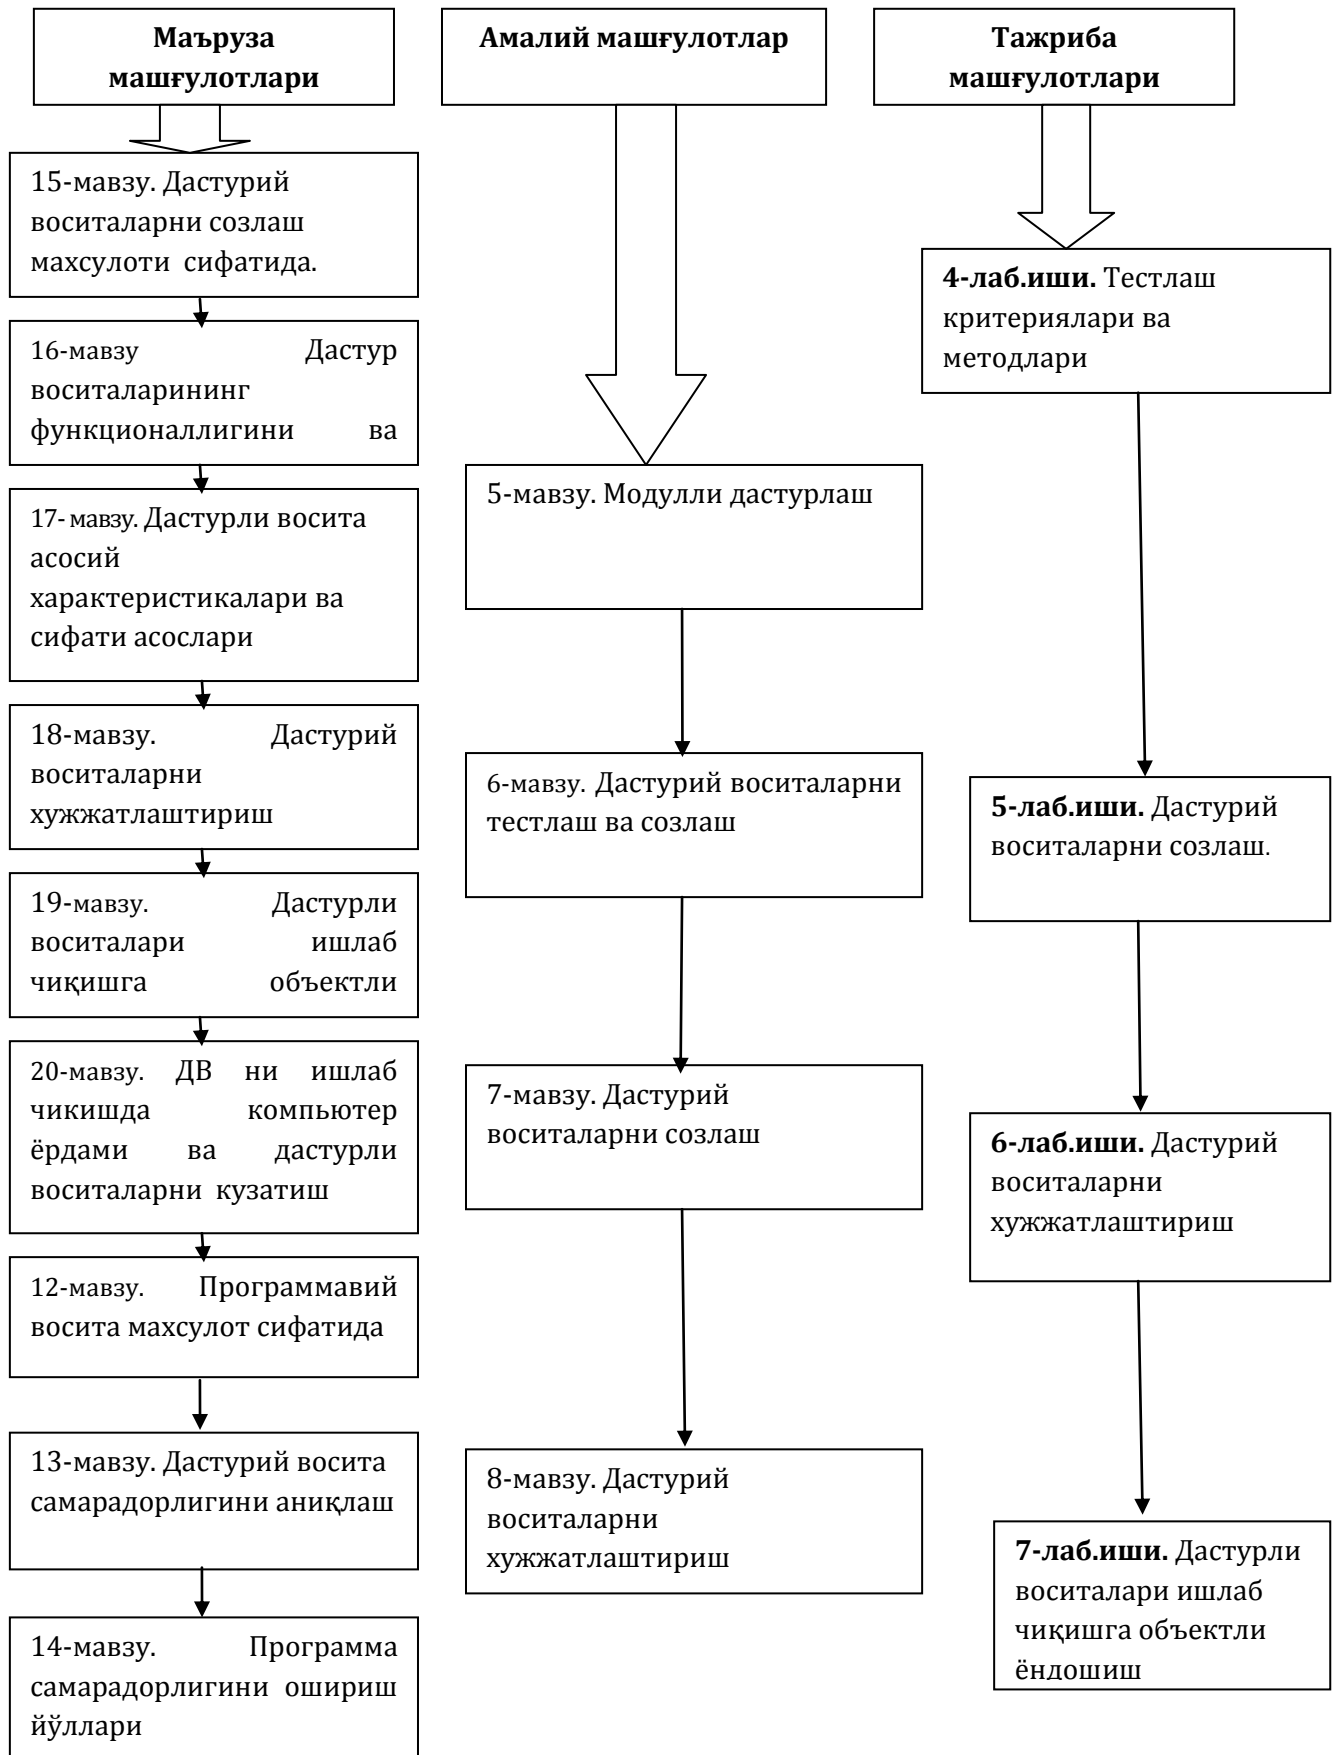 Маъруза
машғулотлари
15-мавзу. Дастурий
воситаларни созлаш
махсулоти сифатида.
16-мавзу Дастур
воситаларининг
функционаллигини ва
17- мавзу. Дастурли восита
асосий
характеристикалари ва
сифати асослари
18-мавзу. Дастурий
воситаларни
хужжатлаштириш
19-мавзу. Дастурли
воситалари ишлаб
чиқишга объектли
20-мавзу. ДВ ни ишлаб
чикишда компьютер
ёрдами ва дастурли
воситаларни кузатиш
12-мавзу. Программавий
восита махсулот сифатида
13-мавзу. Дастурий восита
самарадорлигини аниқлаш
14-мавзу. Программа
самарадорлигини ошириш
йўллари
Амалий машғулотлар
5-мавзу. Модулли дастурлаш
6-мавзу. Дастурий воситаларни
тестлаш ва созлаш
7-мавзу. Дастурий
воситаларни созлаш
8-мавзу. Дастурий
воситаларни
хужжатлаштириш
Тажриба
машғулотлари
4-лаб.иши. Тестлаш
критериялари ва
методлари
5-лаб.иши. Дастурий
воситаларни созлаш.
6-лаб.иши. Дастурий
воситаларни
хужжатлаштириш
7-лаб.иши. Дастурли
воситалари ишлаб
чиқишга объектли
ёндошиш